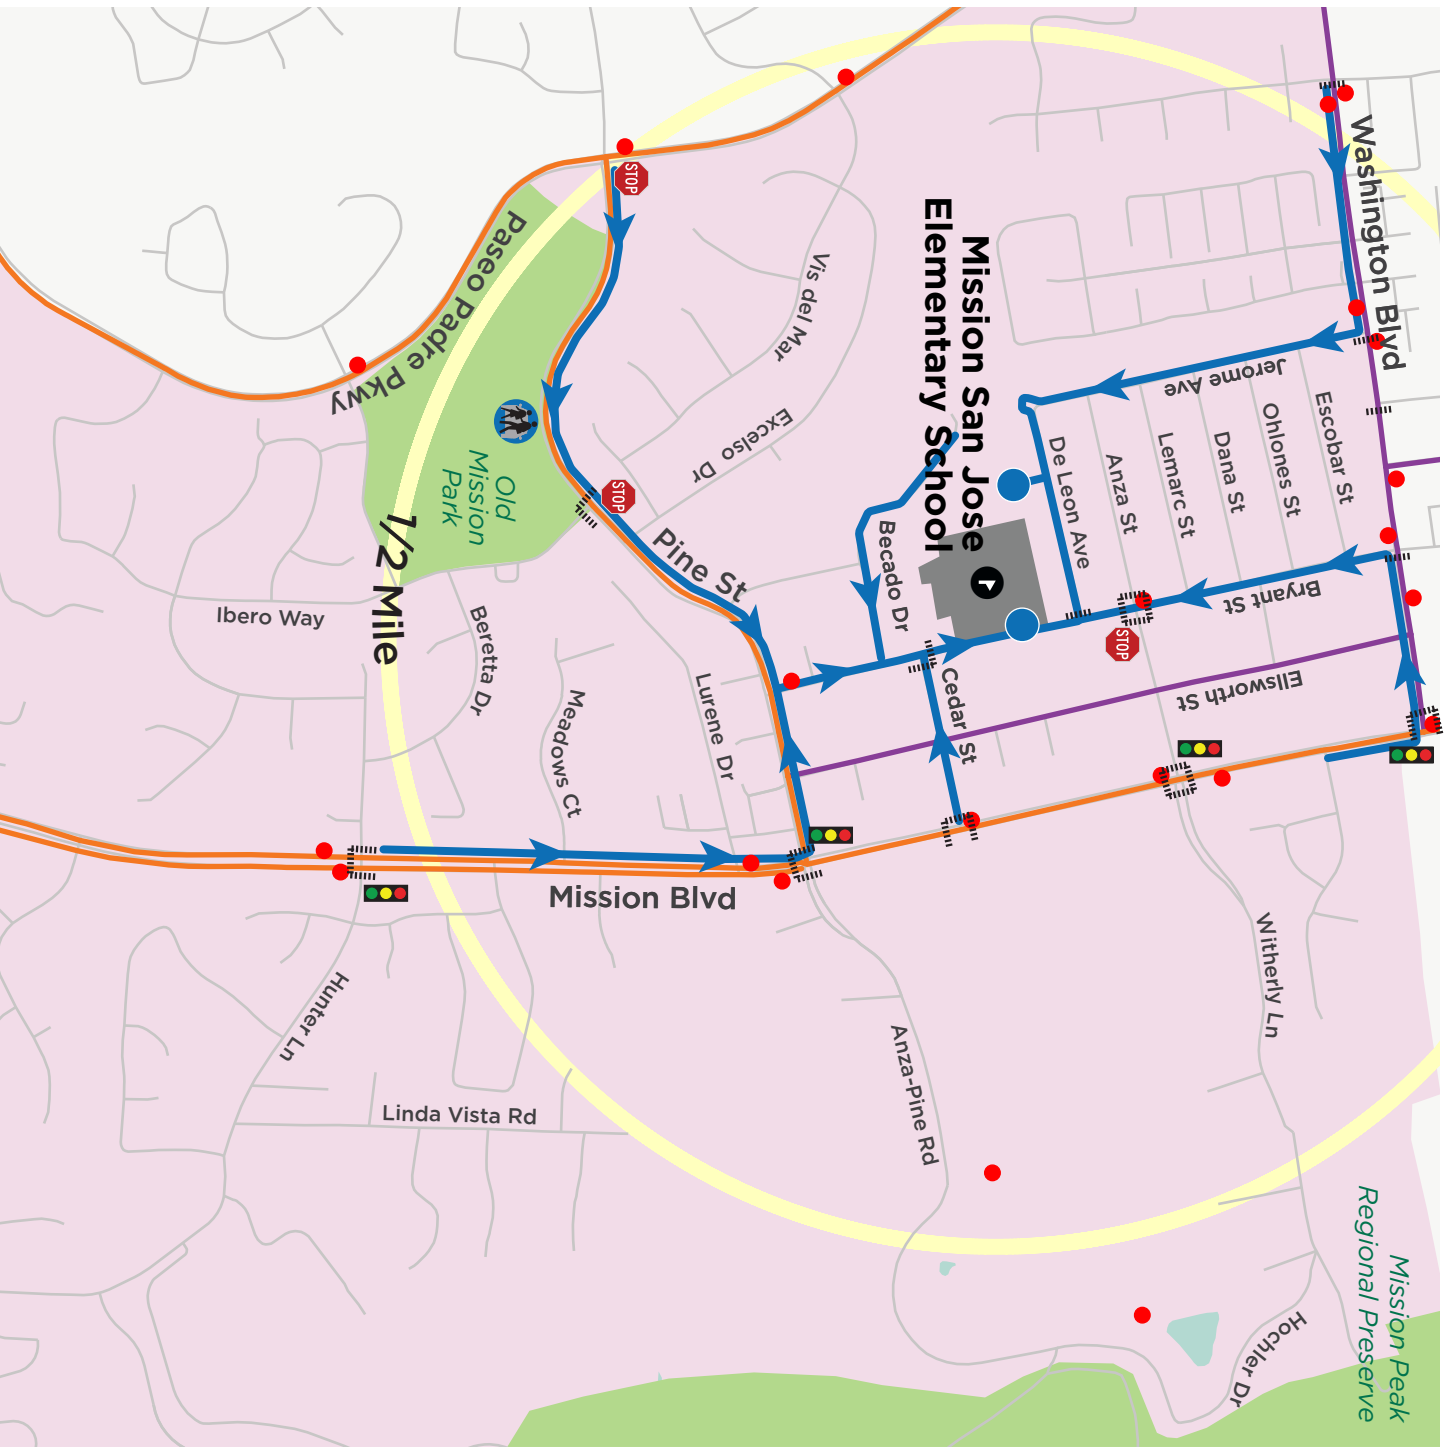 Washington Blvd
Mission San Jose
Elementary School
Paseo Padre Pkwy
STOP
Vis del Mar
Jerome Ave
Escobar St
Ohlones St
Dana St
Lemarc St
Anza St
De Leon Ave
Excelso Dr
Old
Mission
Park
STOP
Pine St
Becado Dr
1/2 Mile
Bryant St
STOP
Ibero Way
Beretta Dr
Meadows Ct
Lurene Dr
Cedar St
Ellsworth St
Mission Blvd
Hunter Ln
Witherly Ln
Anza-Pine Rd
Linda Vista Rd
Mission Peak
Regional Preserve
Hochler Dr